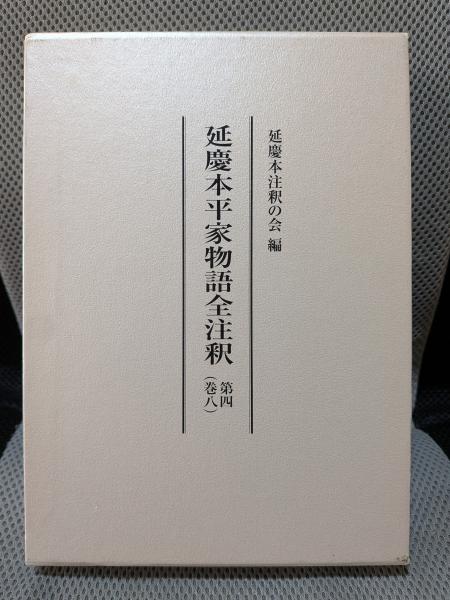 延慶本注釈の会 編
延慶本平家物語全注釈
第四
（巻八）